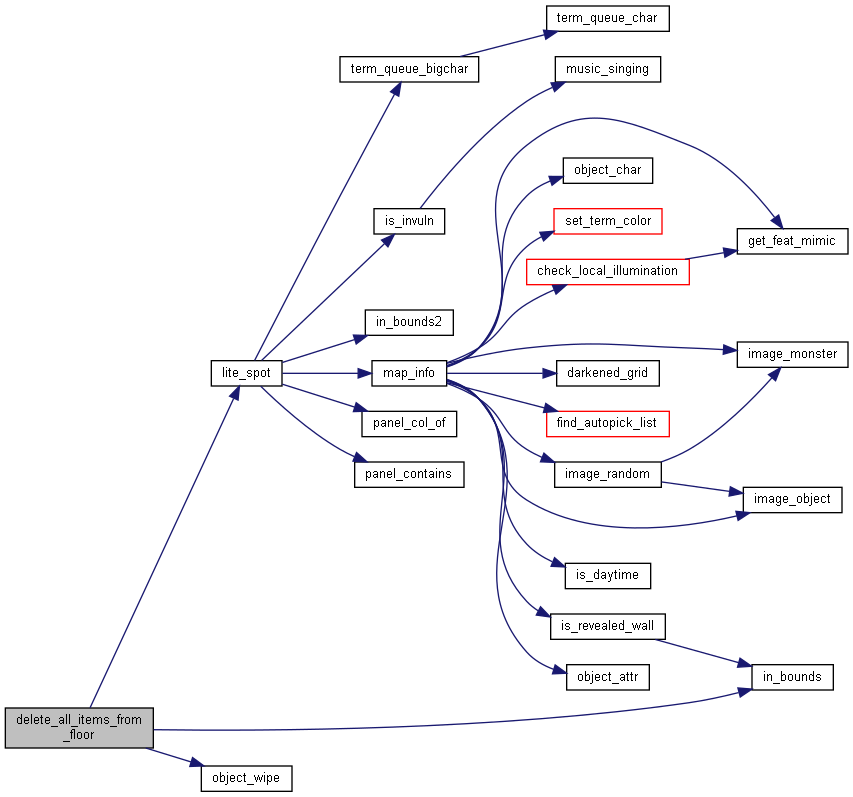 term_queue_char
term_queue_bigchar
music_singing
object_char
is_invuln
set_term_color
get_feat_mimic
check_local_illumination
in_bounds2
image_monster
lite_spot
map_info
darkened_grid
panel_col_of
find_autopick_list
panel_contains
image_random
image_object
is_daytime
is_revealed_wall
object_attr
in_bounds
delete_all_items_from
_floor
object_wipe